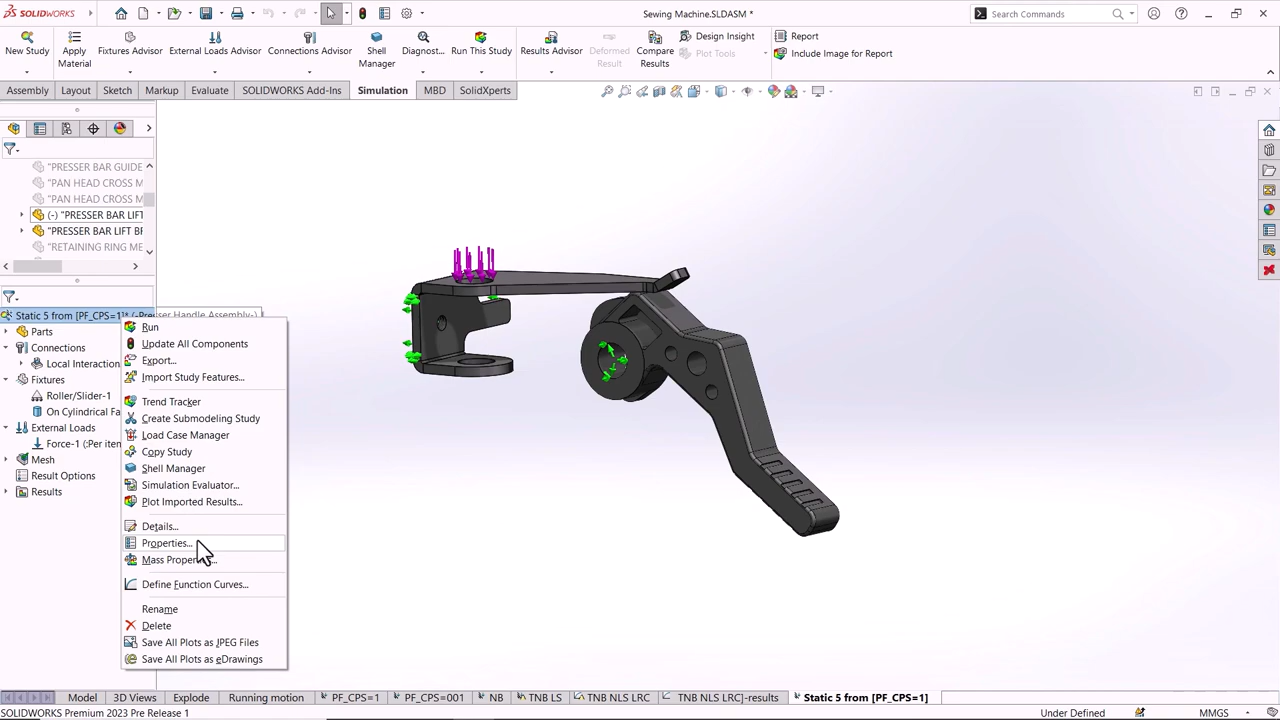 SOLIDWORKS
Sewing Machine.SLDASM *
Search Commands
New Study
Apply Material
Fixtures Advisor
External Loads Advisor
Connections Advisor
Shell Manager
Diagnost...
Run This Study
Results Advisor
Deformed Result
Compare Results
Design Insight
Plot Tools
Report
Include Image for Report
Assembly
Layout
Sketch
Markup
Evaluate
SOLIDWORKS Add-Ins
Simulation
MBD
SolidXperts
"PRESSER BAR GUIDE
"PAN HEAD CROSS M
"PAN HEAD CROSS M
(-) "PRESSER BAR LIFT
"PRESSER BAR LIFT BF
"RETAINING RING ME
Static 5 from [PF_CPS=1]* (-Presser Handle Assembly-)
Parts
Connections
Local Interaction
Fixtures
Roller/Slider-1
On Cylindrical Fa
External Loads
Force-1 (:Per iten
Mesh
Result Options
Results
Run
Update All Components
Export...
Import Study Features...
Trend Tracker
Create Submodeling Study
Load Case Manager
Copy Study
Shell Manager
Simulation Evaluator...
Plot Imported Results...
Details...
Properties...
Mass Prope
Define Function Curves...
Rename
Delete
Save All Plots as JPEG Files
Save All Plots as eDrawings
Model
3D Views
Explode
Running motion
PF_CPS=1
PF_CPS=001
NB
TNB LS
TNB NLS LRC
TNB NLS LRC]-results
Static 5 from [PF_CPS=1]
SOLIDWORKS Premium 2023 Pre Release 1
Under Defined
MMGS